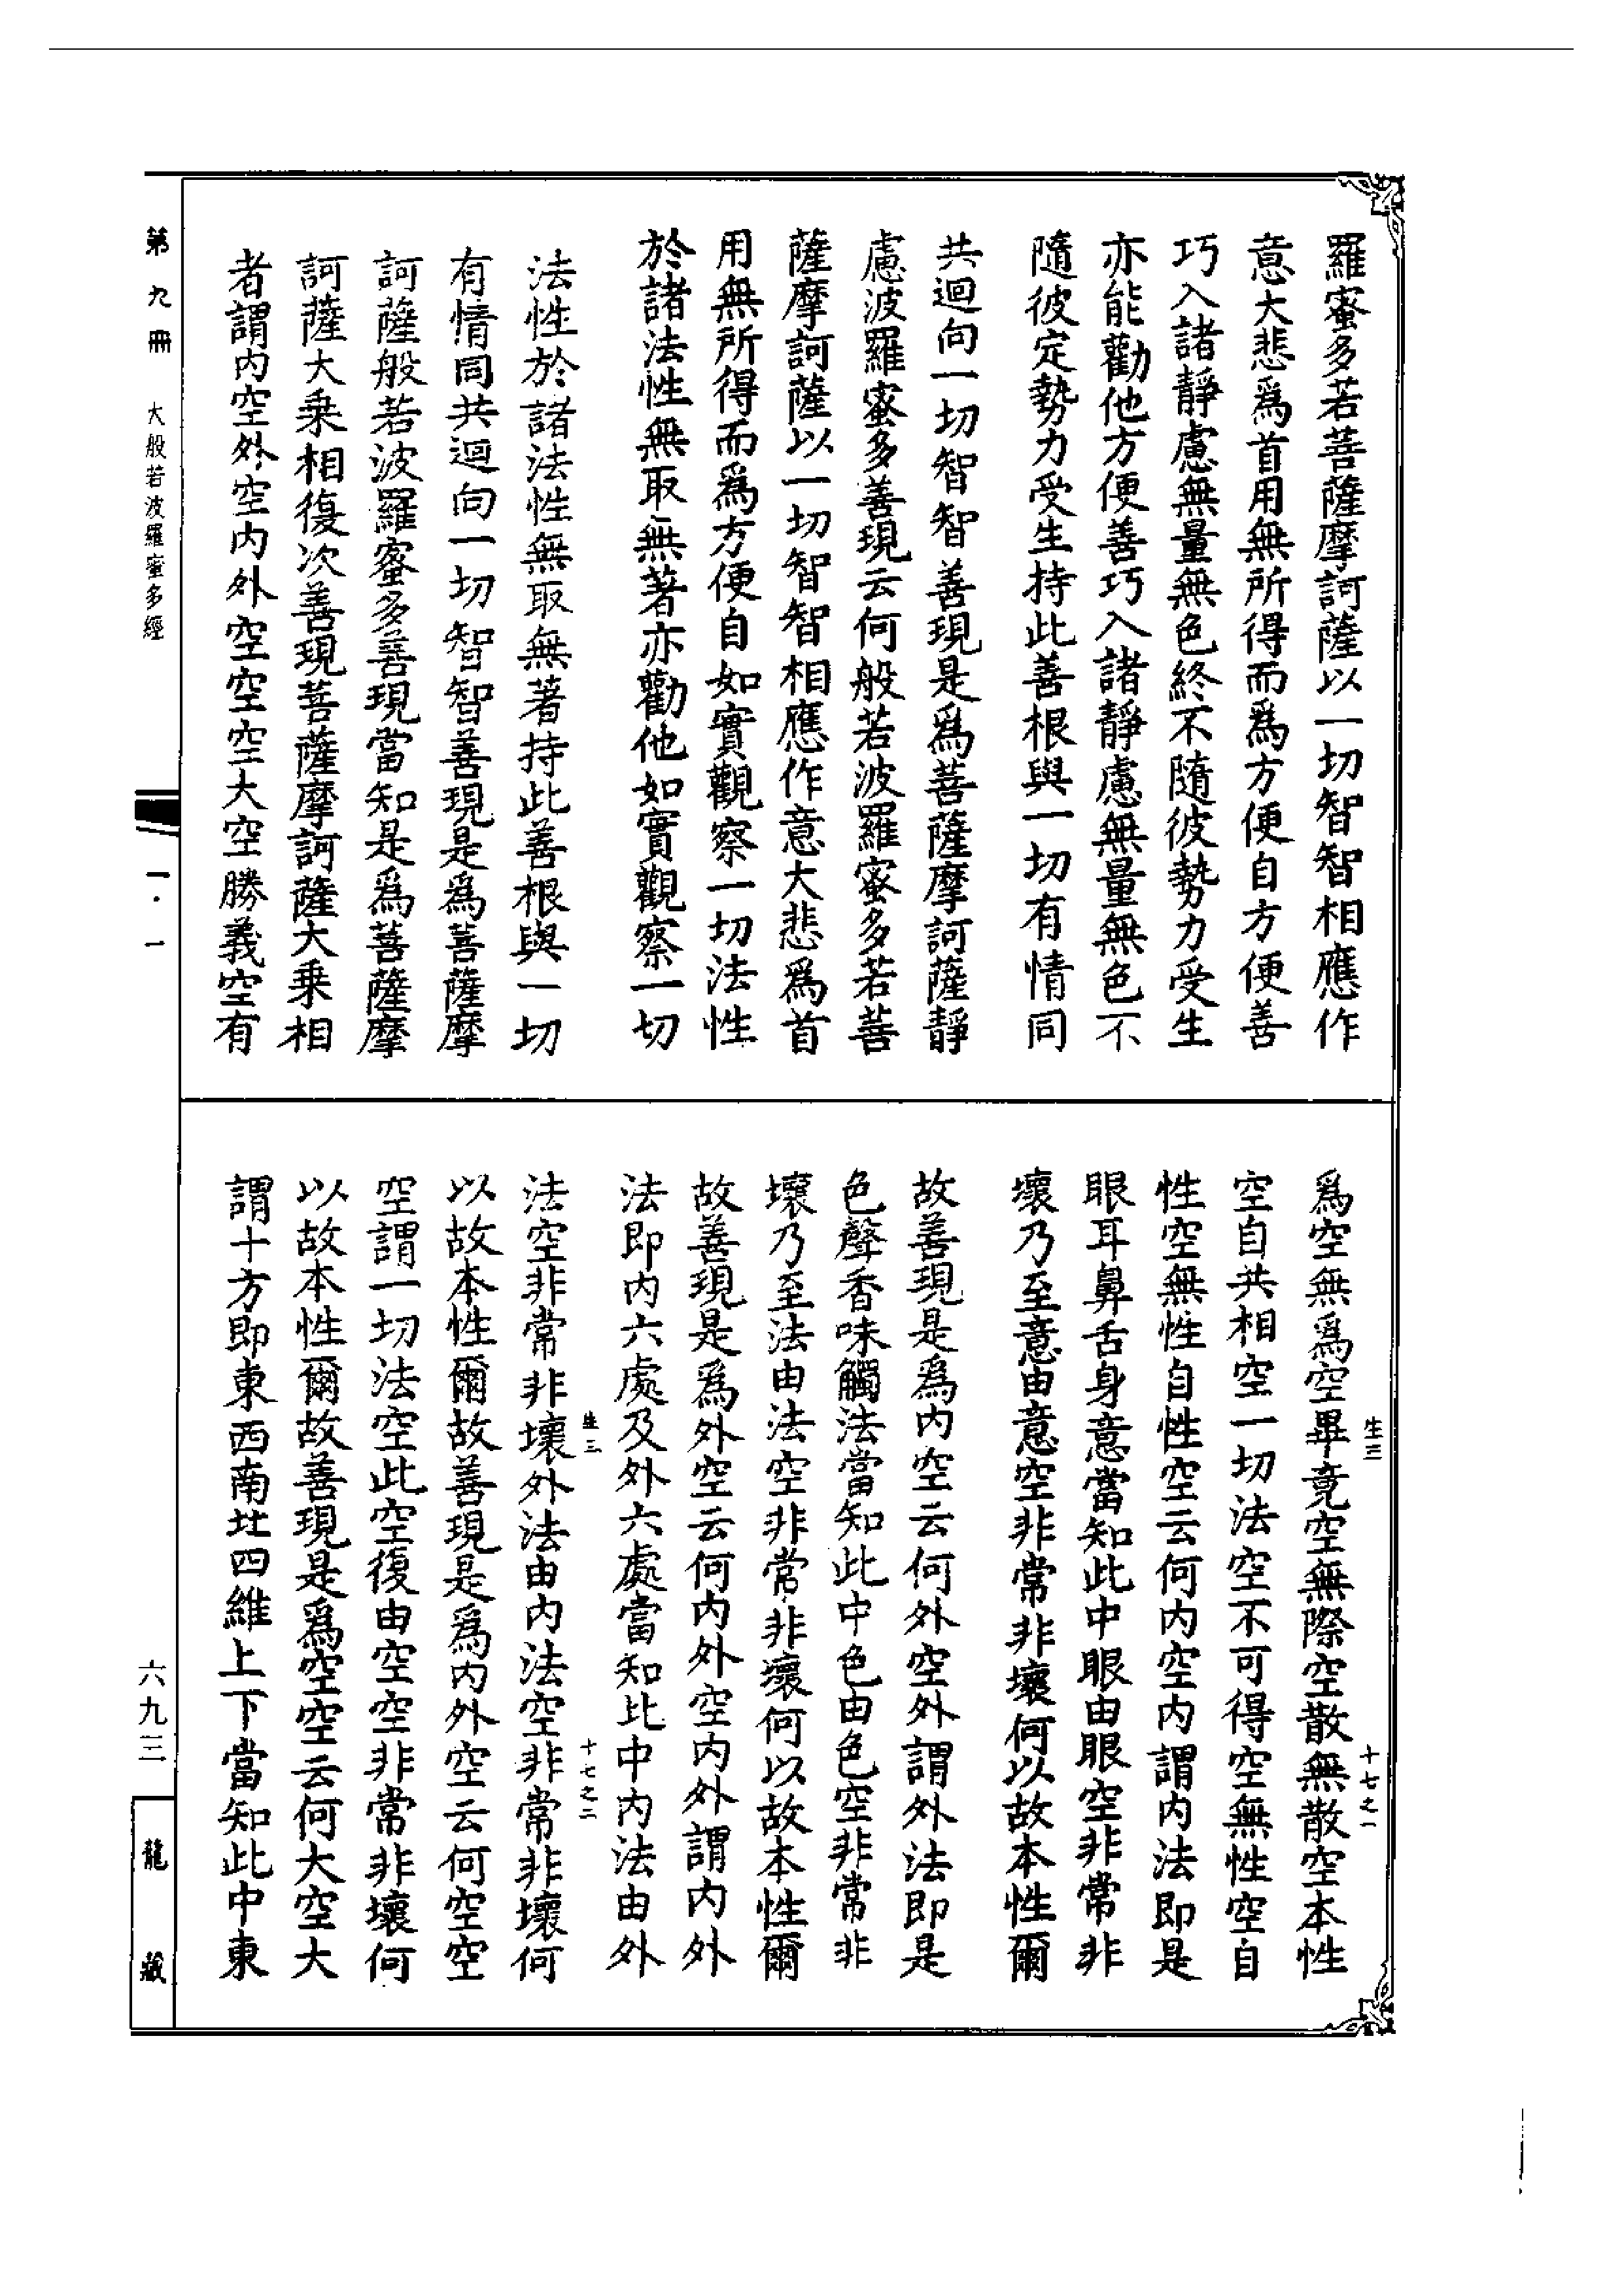 羅蜜多若菩薩摩訶薩以一切智智相應作
意大悲爲首用無所得而爲方便自方便善
巧入諸靜慮無量無色終不隨彼勢力受生
亦能勸他方便善巧入諸靜慮無量無色不
隨彼定勢力受生持此善根與一切有情同
共迴向一切智智善現是爲菩薩摩訶薩靜
慮波羅蜜多善現云何般若波羅蜜多若菩
薩摩訶薩以一切智智相應作意大悲爲首
用無所得而爲方便自如實觀察一切法性
於諸法性無取無著亦勸他如實觀察一切
法性於諸法性無取無著持此善根與一切
有情同共迴向一切智智善現是爲菩薩摩
訶薩般若波羅蜜多善現當知是爲菩薩摩
訶薩大乘相復次善現菩薩摩訶薩大乘相
者謂內空外空內外空空空大空勝義空有
爲空無爲空畢竟空無際空散無散空本性
生三
十七之一
空自共相空一切法空不可得空無性空自
性空無性自性空云何內空內謂內法即是
眼耳鼻舌身意當知此中眼由眼空非常非
壞乃至意由意空非常非壞何以故本性爾
故善現是爲內空云何外空外謂外法即是
色聲香味觸法當知此中色由色空非常非
壞乃至法由法空非常非壞何以故本性爾
故善現是爲外空云何內外空內外謂內外
法即內六處及外六處當知此中內法由外
生三
十七之二
法空非常非壞外法由內法空非常非壞何
以故本性爾故善現是爲內外空云何空空
空謂一切法空此空復由空空非常非壞何
以故本性爾故善現是爲空空云何大空大
謂十方即東西南北四維上下當知此中東
第九冊
大般若波羅蜜多經
一·一
六九三
龍藏